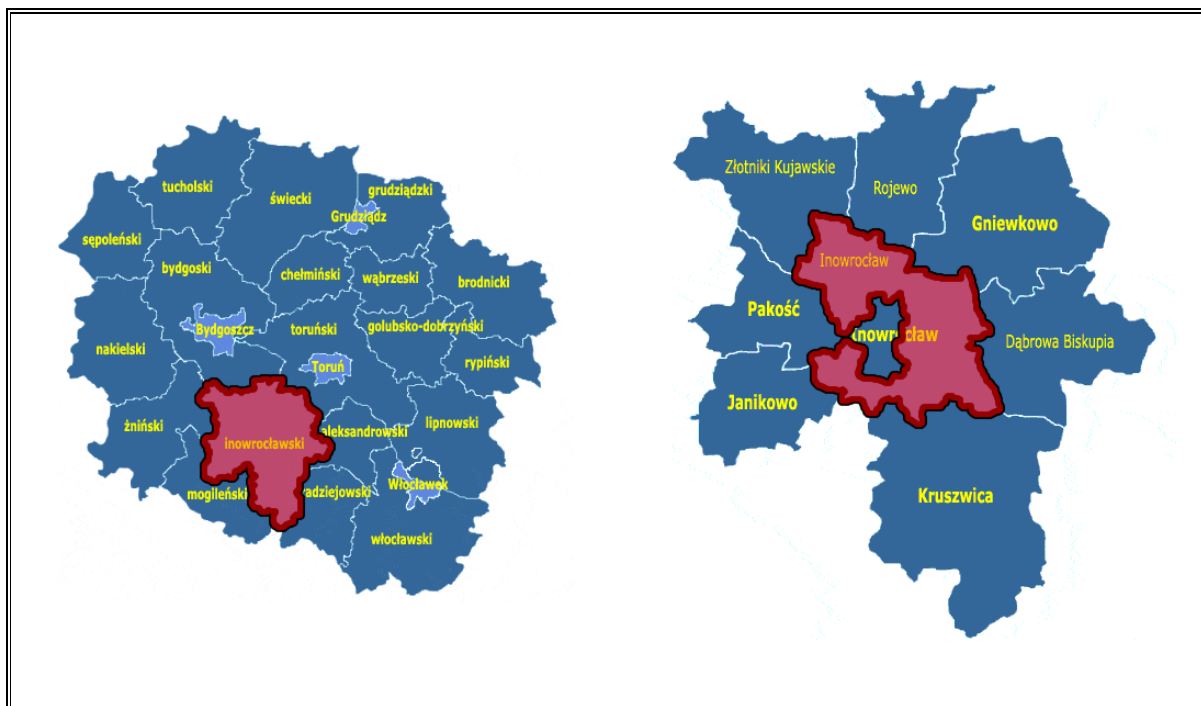 tucholski
świecki
grudziądzki
Grudziądz
sępoleński
bydgoski
chełmiński
wąbrzeski
brodnicki
Bydgoszcz
toruński
golubsko-dobrzyński
nakielski
Toruń
rypiński
żniński
inowrocławski
aleksandrowski
lipnowski
mogileński
radziejowski
Włocławek
włocławski
Złotniki Kujawskie
Rojewo
Gniewkowo
Inowrocław
Pakość
Inowrocław
Dąbrowa Biskupia
Janikowo
Kruszwica